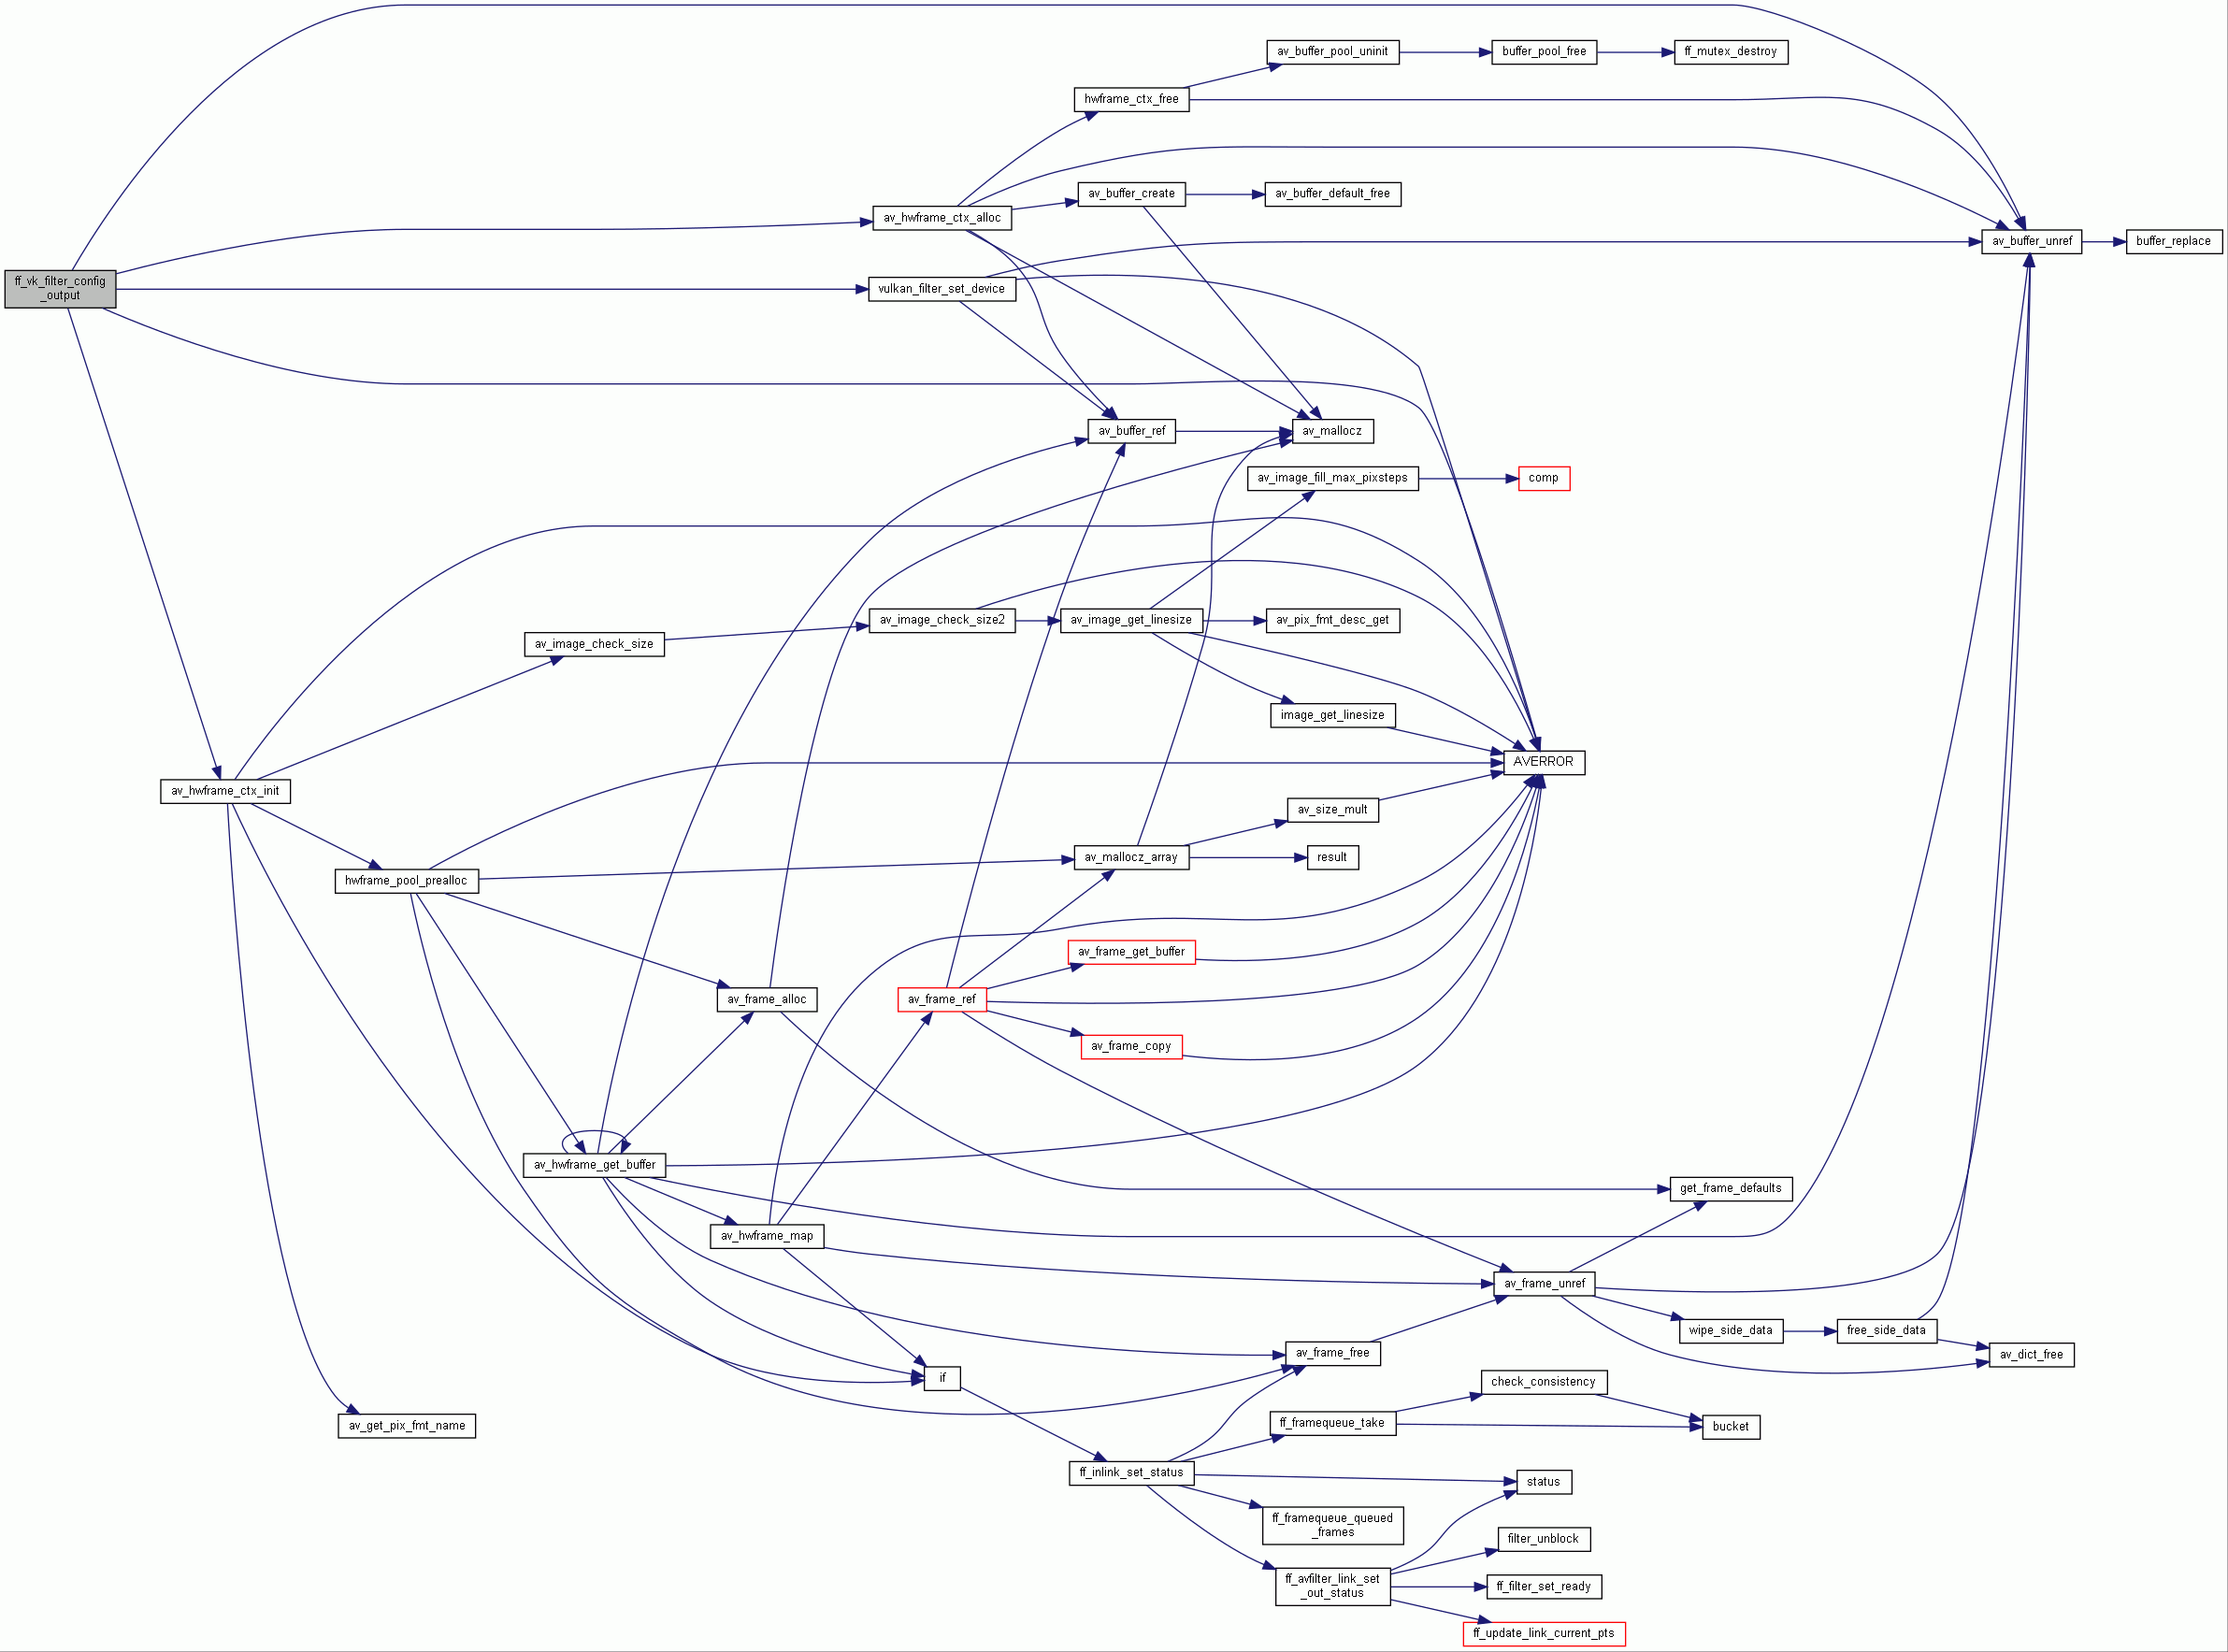 av_buffer_pool_uninit
buffer_pool_free
ff_mutex_destroy
hwframe_ctx_free
av_buffer_create
av_buffer_default_free
av_hwframe_ctx_alloc
av_buffer_unref
buffer_replace
ff_vk_filter_config
_output
vulkan_filter_set_device
av_buffer_ref
av_mallocz
av_image_fill_max_pixsteps
comp
av_image_check_size2
av_image_get_linesize
av_pix_fmt_desc_get
av_image_check_size
image_get_linesize
AVERROR
av_hwframe_ctx_init
av_size_mult
av_mallocz_array
result
hwframe_pool_prealloc
av_frame_get_buffer
av_frame_alloc
av_frame_ref
av_frame_copy
av_hwframe_get_buffer
get_frame_defaults
av_hwframe_map
av_frame_unref
wipe_side_data
free_side_data
av_frame_free
av_dict_free
if
check_consistency
av_get_pix_fmt_name
ff_framequeue_take
bucket
ff_inlink_set_status
status
ff_framequeue_queued
_frames
filter_unblock
ff_avfilter_link_set
_out_status
ff_filter_set_ready
ff_update_link_current_pts